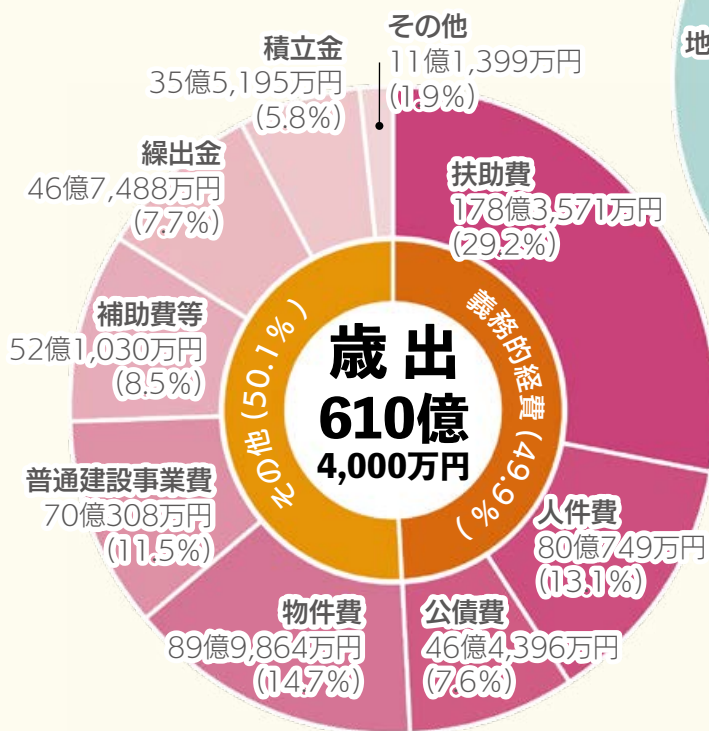 歳出
610億
4,000万円
義務的経費(49.9%)
その他(50.1%)
扶助費
178億3,571万円
(29.2%)
人件費
80億749万円
(13.1%)
公債費
46億4,396万円
(7.6%)
物件費
89億9,864万円
(14.7%)
普通建設事業費
70億308万円
(11.5%)
補助費等
52億1,030万円
(8.5%)
繰出金
46億7,488万円
(7.7%)
積立金
35億5,195万円
(5.8%)
その他
11億1,399万円
(1.9%)
地